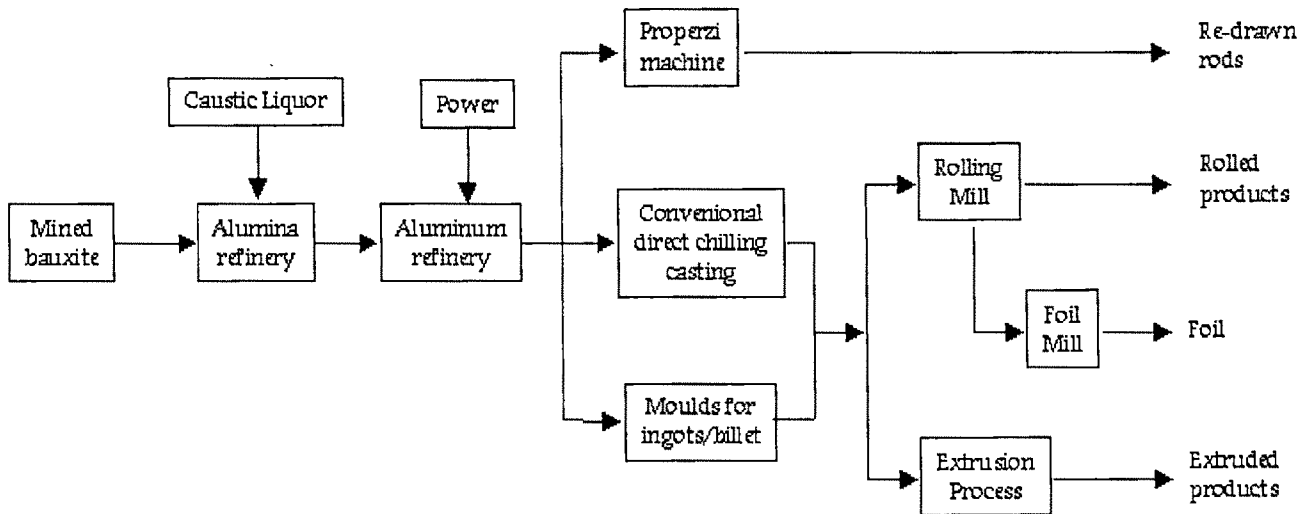 Properzi
machine
Re-drawn
rods
Caustic Liquor
Power
Mined
bauxite
Alumina
refinery
Aluminum
refinery
Convenional
direct chilling
casting
Rolling
Mill
Rolled
products
Foil
Mill
Foil
Moulds for
ingots/billet
Extrusion
Process
Extruded
products